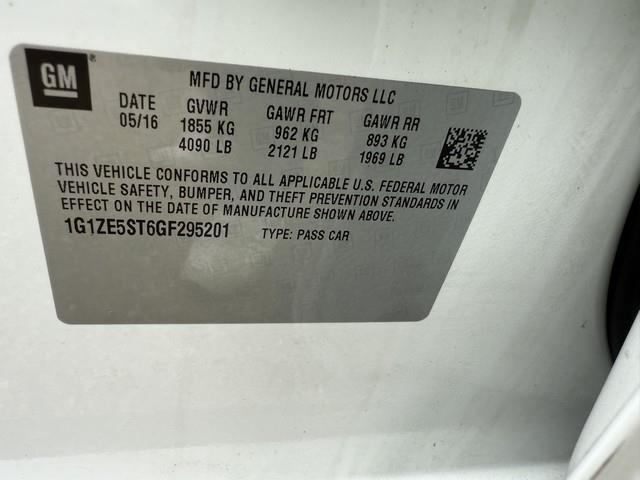 GM®
MFD BY GENERAL MOTORS LLC
DATE GVWR GAWR FRT GAWR RR
05/16 1855 KG 962 KG 893 KG
4090 LB 2121 LB 1969 LB
THIS VEHICLE CONFORMS TO ALL APPLICABLE U.S. FEDERAL MOTOR
VEHICLE SAFETY, BUMPER, AND THEFT PREVENTION STANDARDS IN
EFFECT ON THE DATE OF MANUFACTURE SHOWN ABOVE.
1G1ZE5ST6GF295201 TYPE: PASS CAR